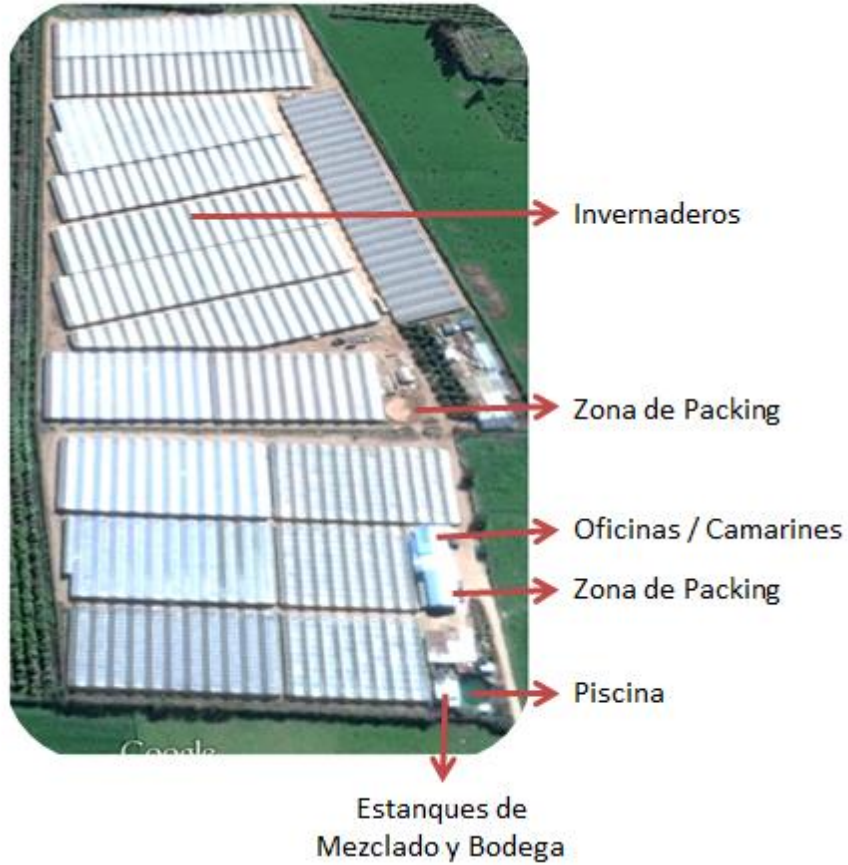 Invernaderos
Zona de Packing
Oficinas / Camarines
Zona de Packing
Piscina
Google
Estanques de
Mezclado y Bodega